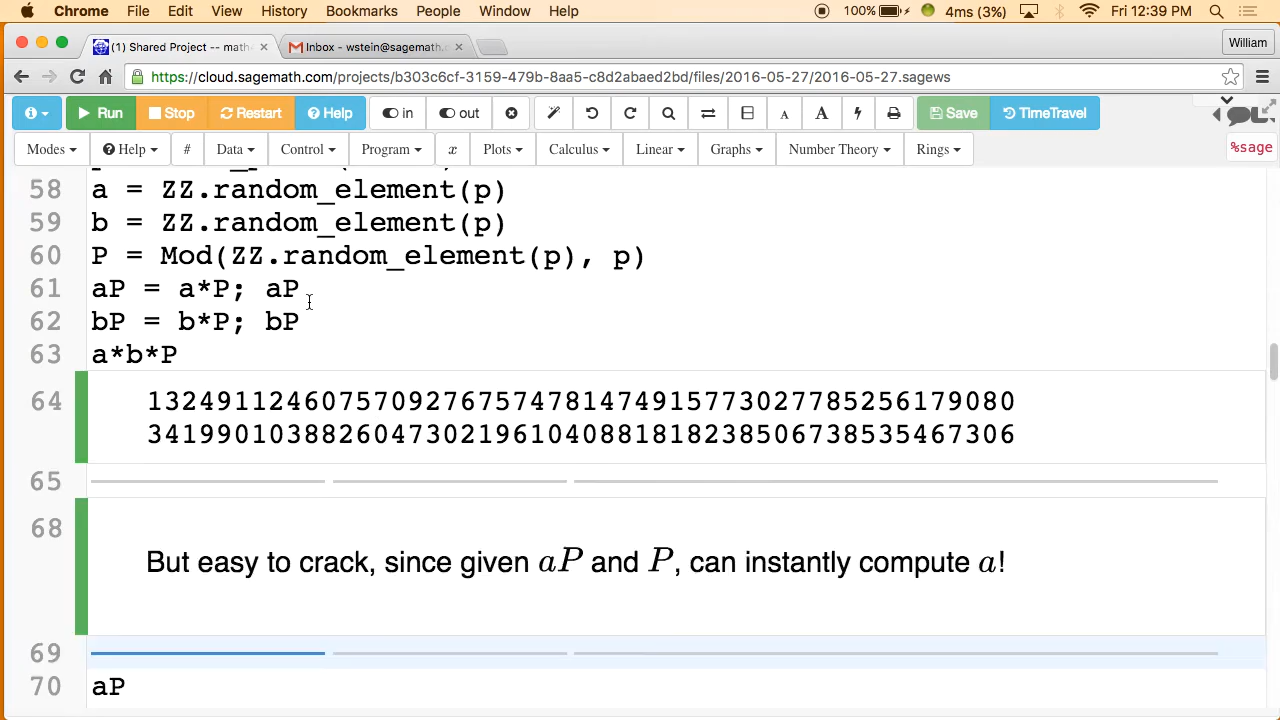 Chrome File Edit View History Bookmarks People Window Help 100% 4ms (3%) Fri 12:39 PM
(1) Shared Project -- math Inbox - wstein@sagemath. William
https://cloud.sagemath.com/projects/b303c6cf-3159-479b-8aa5-c8d2abaed2bd/files/2016-05-27/2016-05-27.sagews
Run Stop Restart Help in out A A Save TimeTravel
Modes Help # Data Control Program x Plots Calculus Linear Graphs Number Theory Rings %sage
58 a = ZZ.random_element(p)
59 b = ZZ.random_element(p)
60 P = Mod(ZZ.random_element(p), p)
61 aP = a*P; aP
62 bP = b*P; bP
63 a*b*P
64 13249112460757092767574781474915773027785256179080
34199010388260473021961040881818238506738535467306
65
68 But easy to crack, since given aP and P, can instantly compute a!
69
70 aP